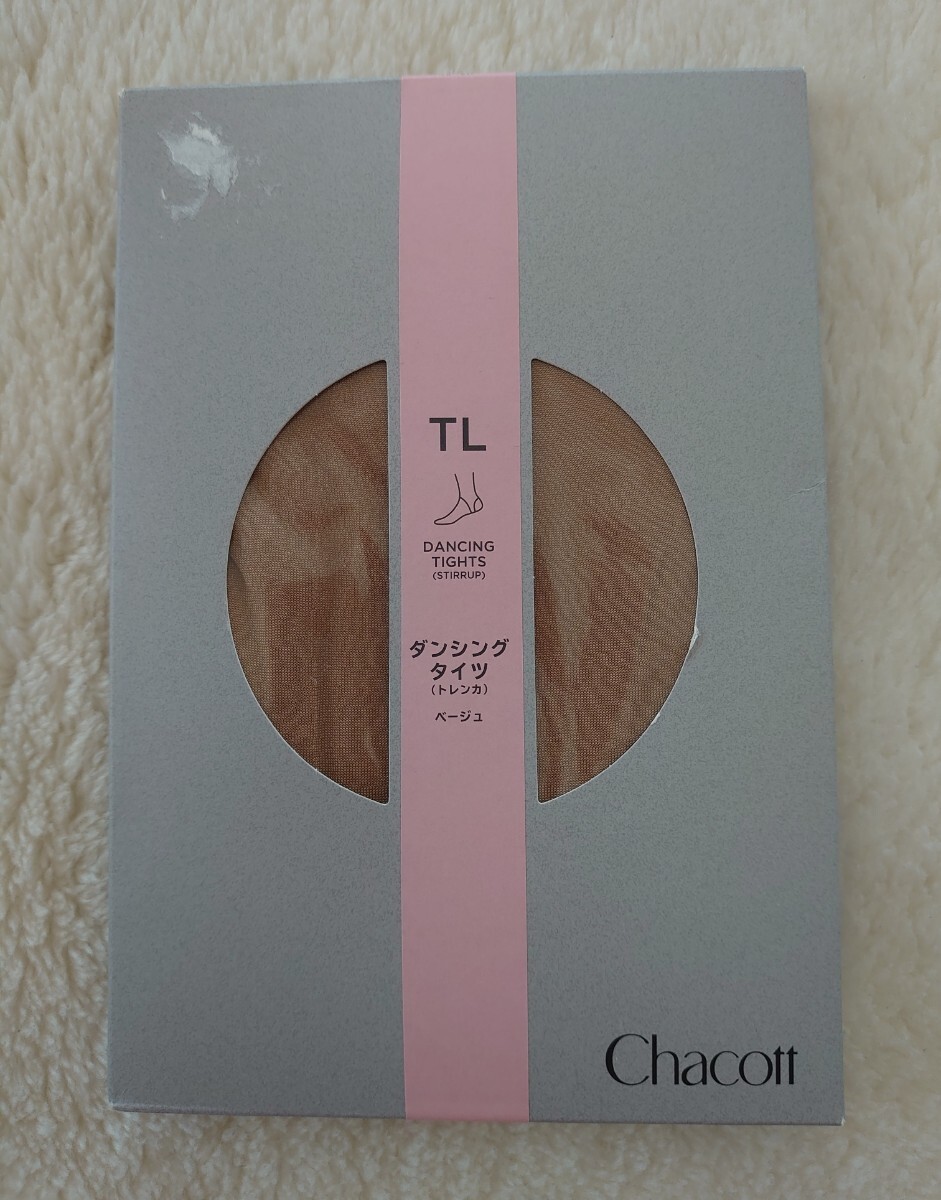 TL
DANCING
TIGHTS
(STIRRUP)
ダンシング
タイツ
(トレンカ)
ベージュ
Chacott